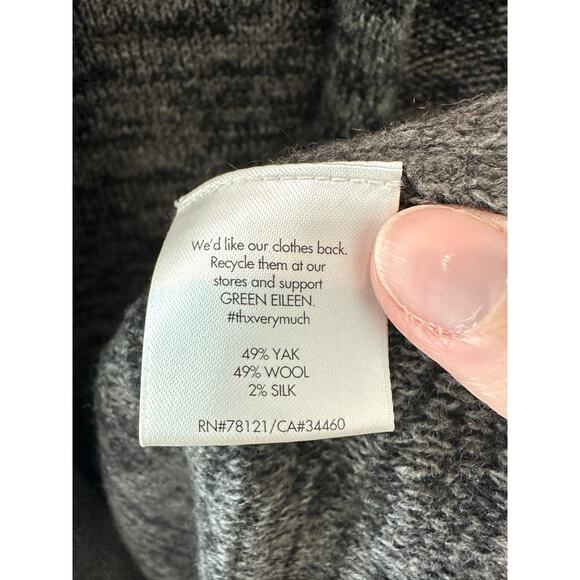 We'd like our clothes back.
Recycle them at our
stores and support
GREEN EILEEN.
#thxverymuch
49% YAK
49% WOOL
2% SILK
RN#78121/CA#34460